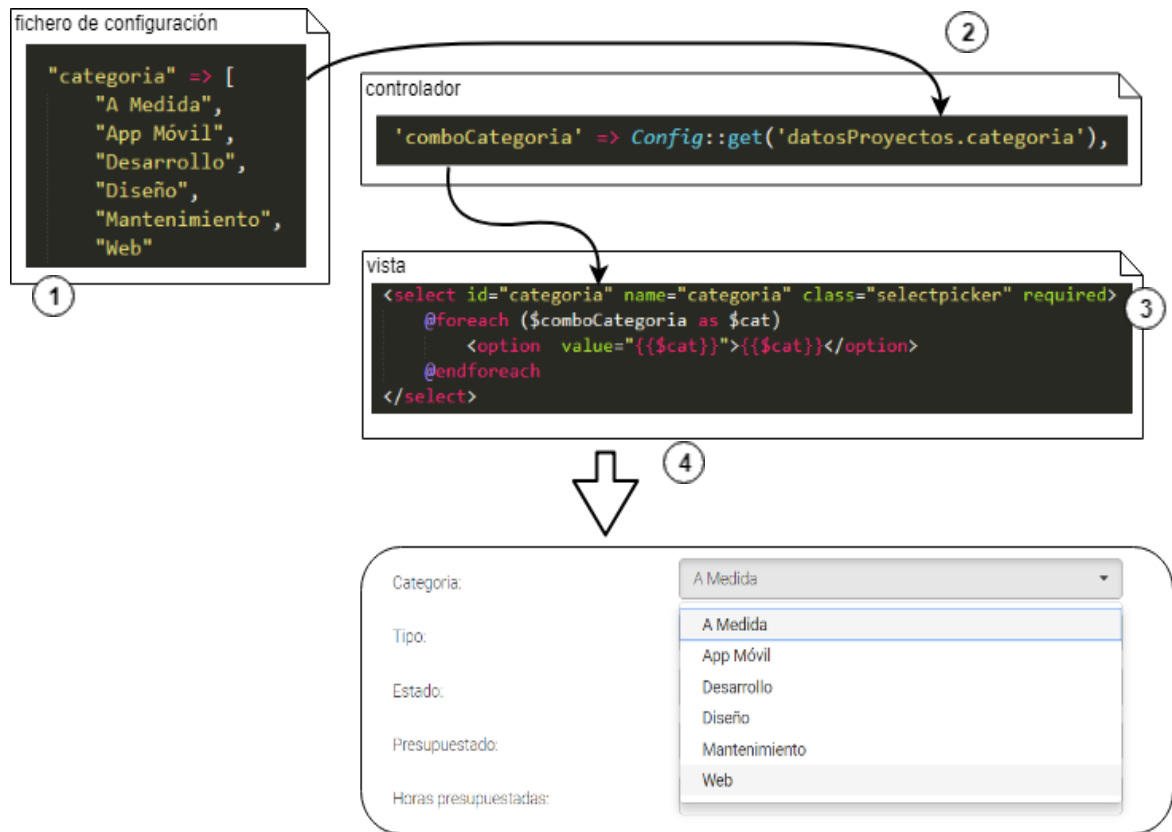 fichero de configuración
"categoria" => [
"A Medida",
"App Móvil",
"Desarrollo",
"Diseño",
"Mantenimiento",
"Web"
1
2
controlador
'comboCategoria' => Config::get('datosProyectos.categoria'),
vista
<select id="categoria" name="categoria" class="selectpicker" required>
@foreach ($comboCategoria as $cat)
<option  value="{{$cat}}">{{$cat}}</option>
@endforeach
</select>
3
4
Categoria:
A Medida
Tipo:
Estado:
Presupuestado:
Horas presupuestadas:
A Medida
App Móvil
Desarrollo
Diseño
Mantenimiento
Web